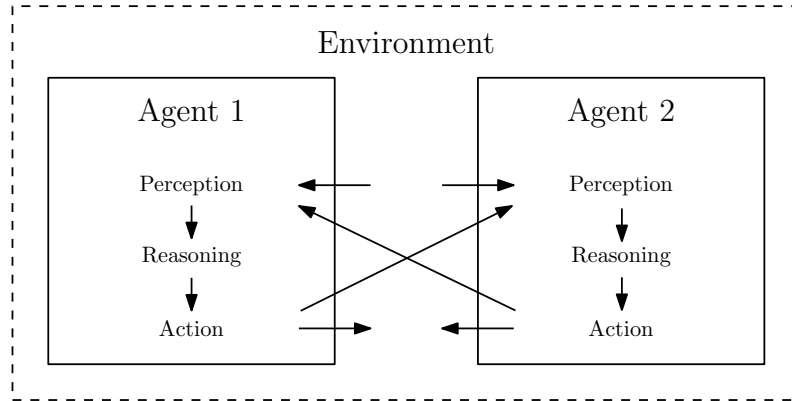 Environment
Agent 1
Perception
Reasoning
Action
Agent 2
Perception
Reasoning
Action